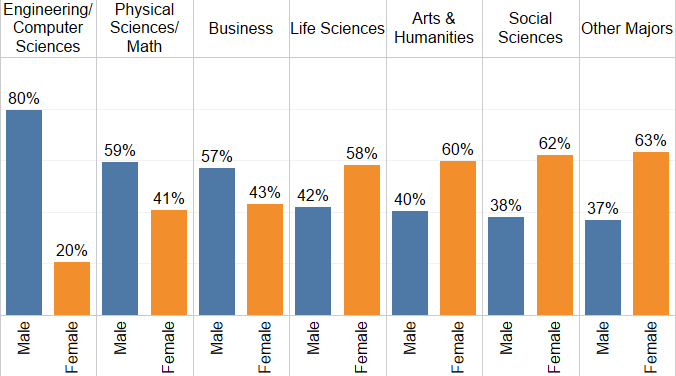 Engineering/
Computer
Sciences
Physical
Sciences/
Math
Business
Life Sciences
Arts &
Humanities
Social
Sciences
Other Majors
80%
20%
59%
41%
57%
43%
42%
58%
40%
60%
38%
62%
37%
63%
Male
Female
Male
Female
Male
Female
Male
Female
Male
Female
Male
Female
Male
Female